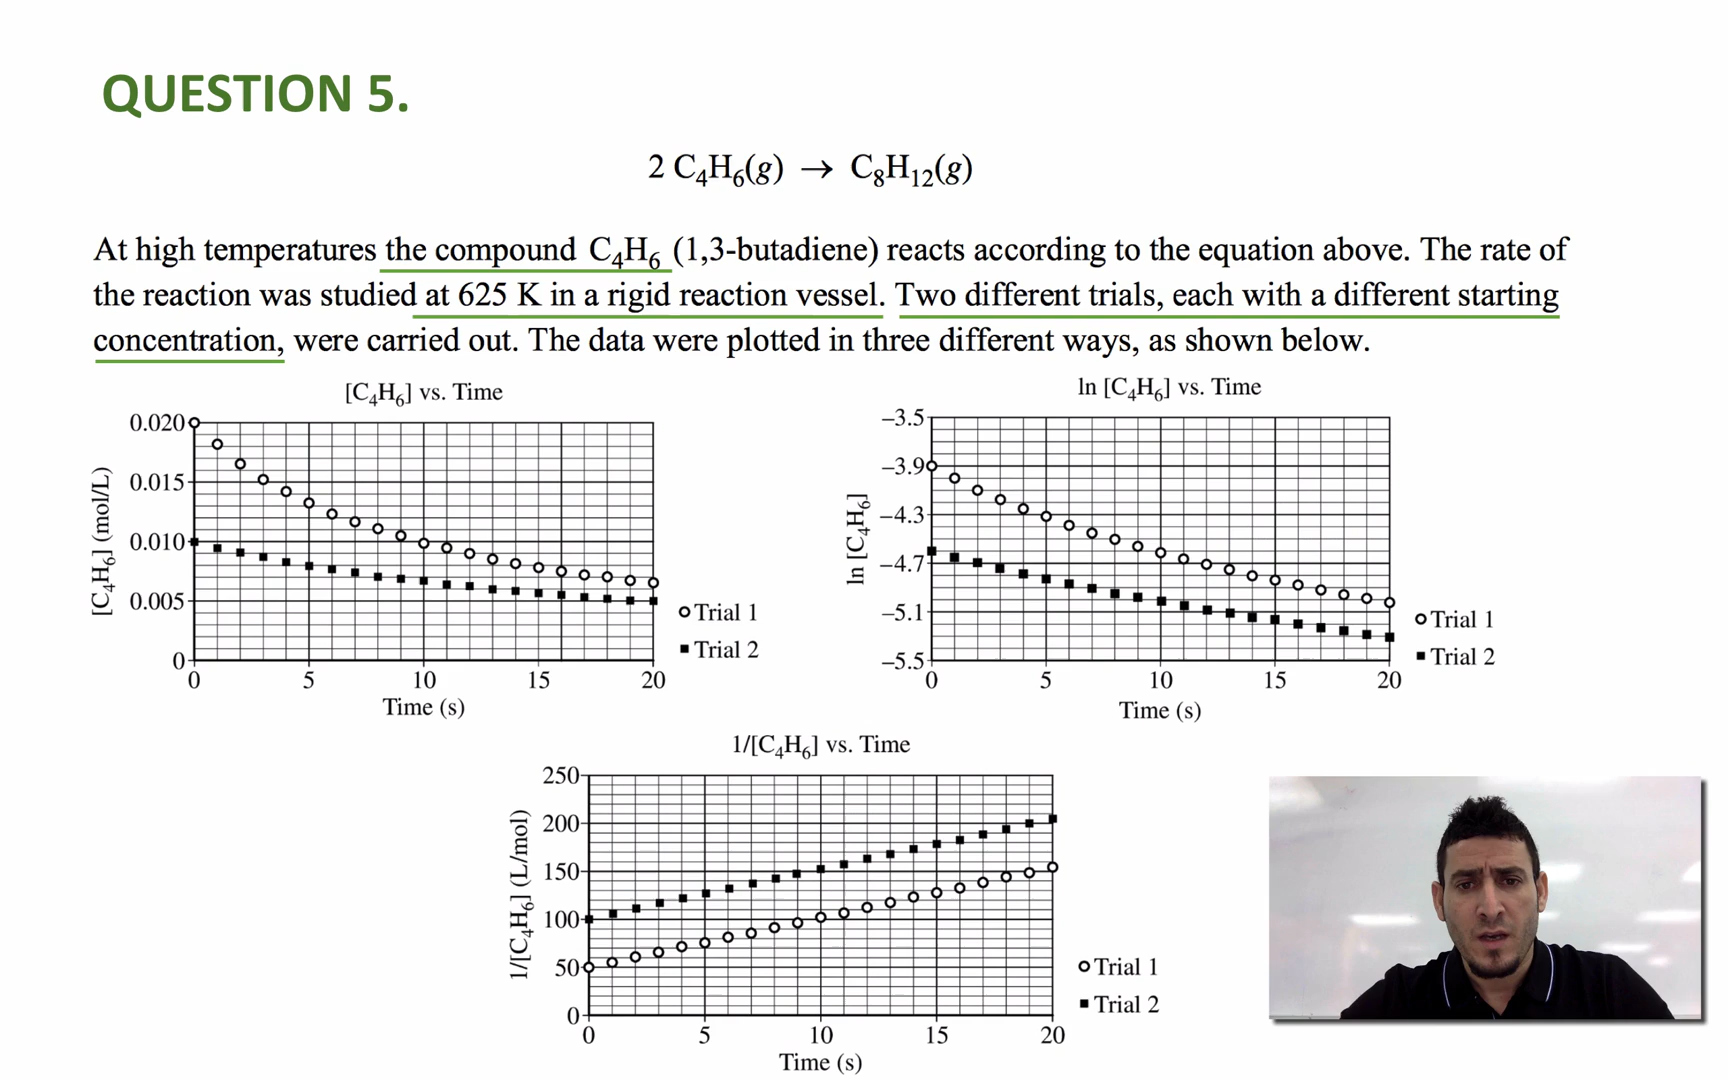 QUESTION 5.
2 C₄H₆(g) → C₈H₁₂(g)
At high temperatures the compound C₄H₆ (1,3-butadiene) reacts according to the equation above. The rate of
the reaction was studied at 625 K in a rigid reaction vessel. Two different trials, each with a different starting
concentration, were carried out. The data were plotted in three different ways, as shown below.
[C₄H₆] vs. Time
0.020
0.015
0.010
0.005
0
[C₄H₆] (mol/L)
0 5 10 15 20
Time (s)
Trial 1
Trial 2
ln [C₄H₆] vs. Time
–3.5
–3.9
–4.3
–4.7
–5.1
–5.5
ln [C₄H₆]
0 5 10 15 20
Time (s)
Trial 1
Trial 2
1/[C₄H₆] vs. Time
250
200
150
100
50
0
1/[C₄H₆] (L/mol)
0 5 10 15 20
Time (s)
Trial 1
Trial 2